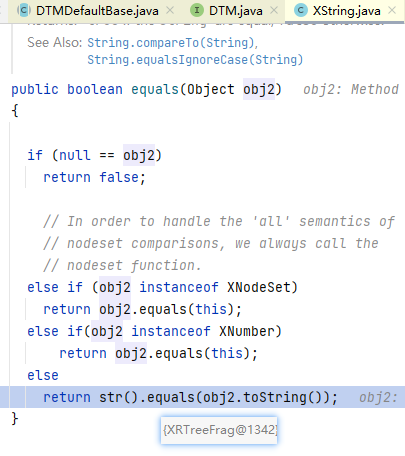 DTMDefaultBase.java × DTM.java × XString.java
See Also: String.compareTo(String),
String.equalsIgnoreCase(String)
public boolean equals(Object obj2) obj2: Method
{
if (null == obj2)
return false;
// In order to handle the 'all' semantics of
// nodeset comparisons, we always call the
// nodeset function.
else if (obj2 instanceof XNodeSet)
return obj2.equals(this);
else if(obj2 instanceof XNumber)
return obj2.equals(this);
else
return str().equals(obj2.toString()); obj2:
{XRTreeFrag@1342}
}